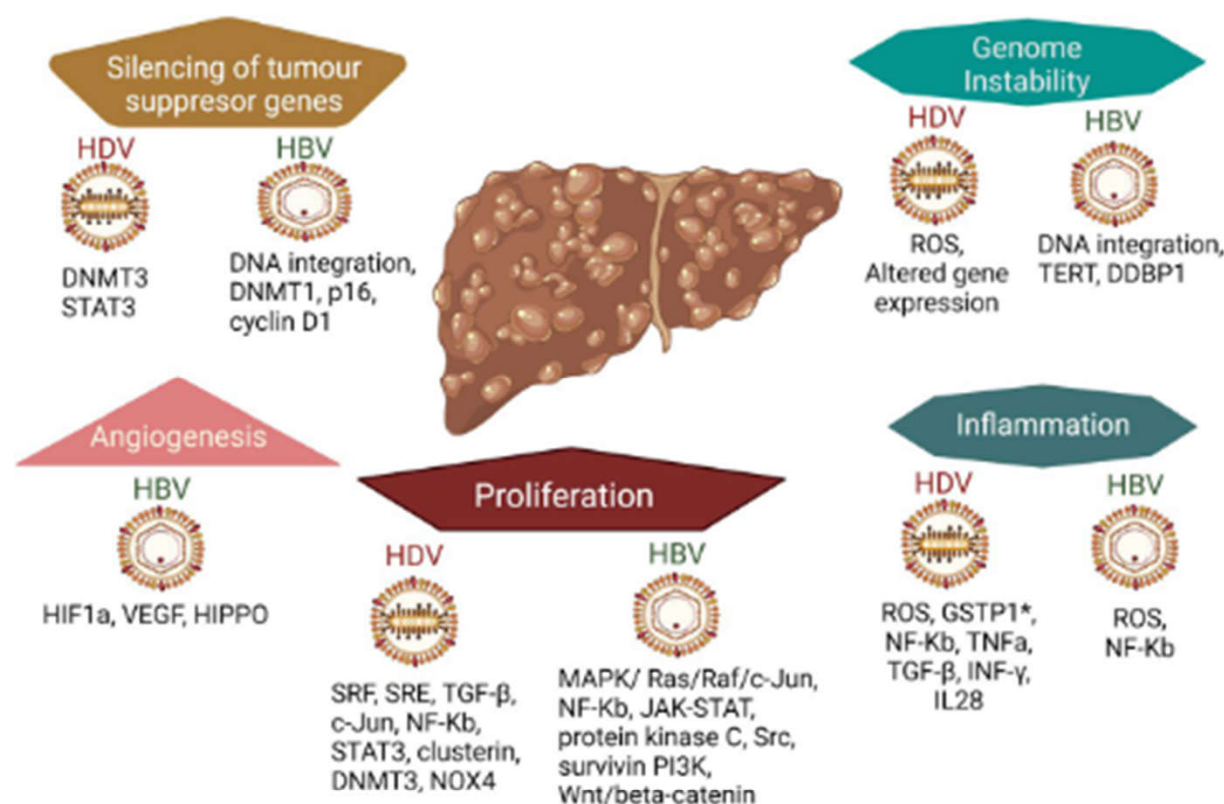 Silencing of tumour
suppresor genes
HDV
DNMT3
STAT3
HBV
DNA integration,
DNMT1, p16,
cyclin D1
Genome
Instability
HDV
ROS,
Altered gene
expression
HBV
DNA integration,
TERT, DDBP1
Angiogenesis
HBV
HIF1a, VEGF, HIPPO
Proliferation
HDV
SRF, SRE, TGF-β,
c-Jun, NF-Kb,
STAT3, clusterin,
DNMT3, NOX4
HBV
MAPK/ Ras/Raf/c-Jun,
NF-Kb, JAK-STAT,
protein kinase C, Src,
survivin PI3K,
Wnt/beta-catenin
Inflammation
HDV
ROS, GSTP1*,
NF-Kb, TNFa,
TGF-β, INF-γ,
IL28
HBV
ROS,
NF-Kb